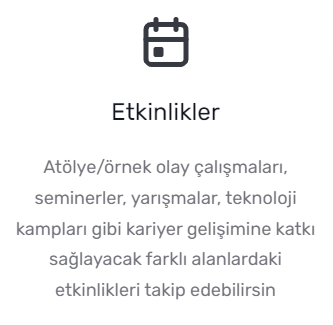 Etkinlikler
Atölye/örnek olay çalışmaları,
seminerler, yarışmalar, teknoloji
kampları gibi kariyer gelişimine katkı
sağlayacak farklı alanlardaki
etkinlikleri takip edebilirsin